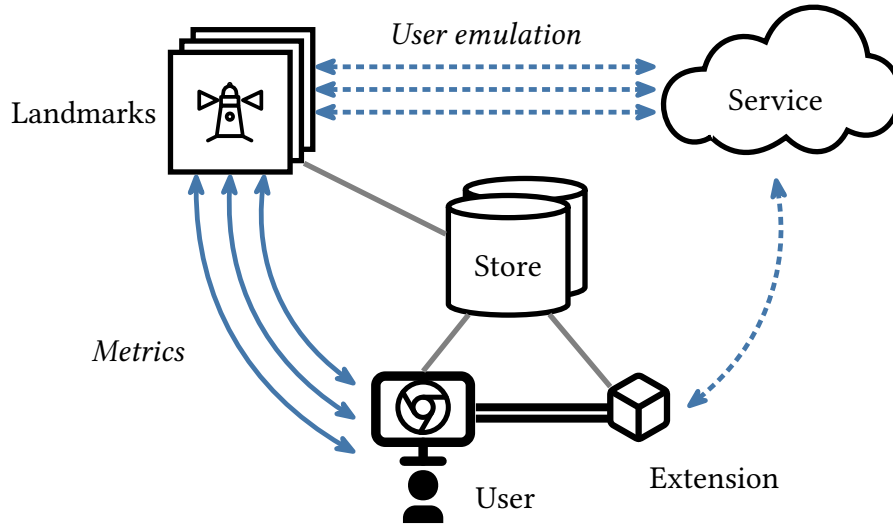 User emulation
Landmarks
Service
Store
Metrics
User
Extension